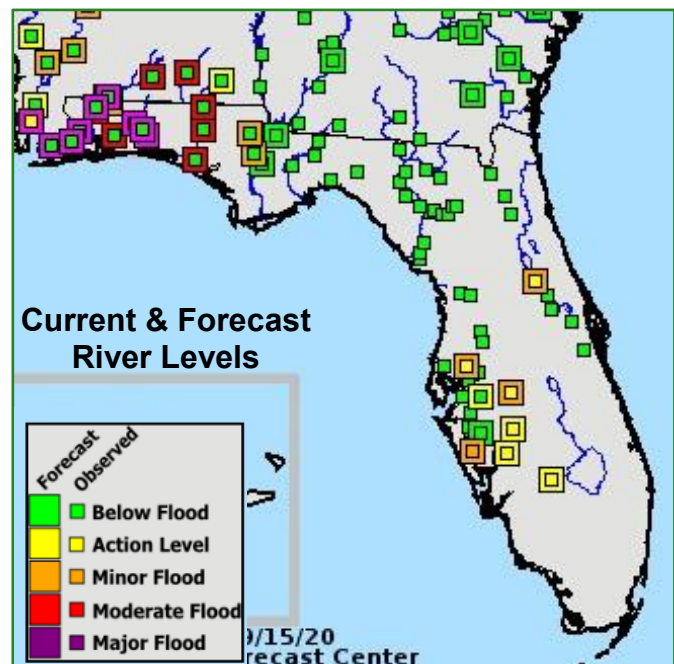 Current & Forecast
River Levels
Forecast
Observed
Below Flood
Action Level
Minor Flood
Moderate Flood
Major Flood
9/15/20
Forecast Center